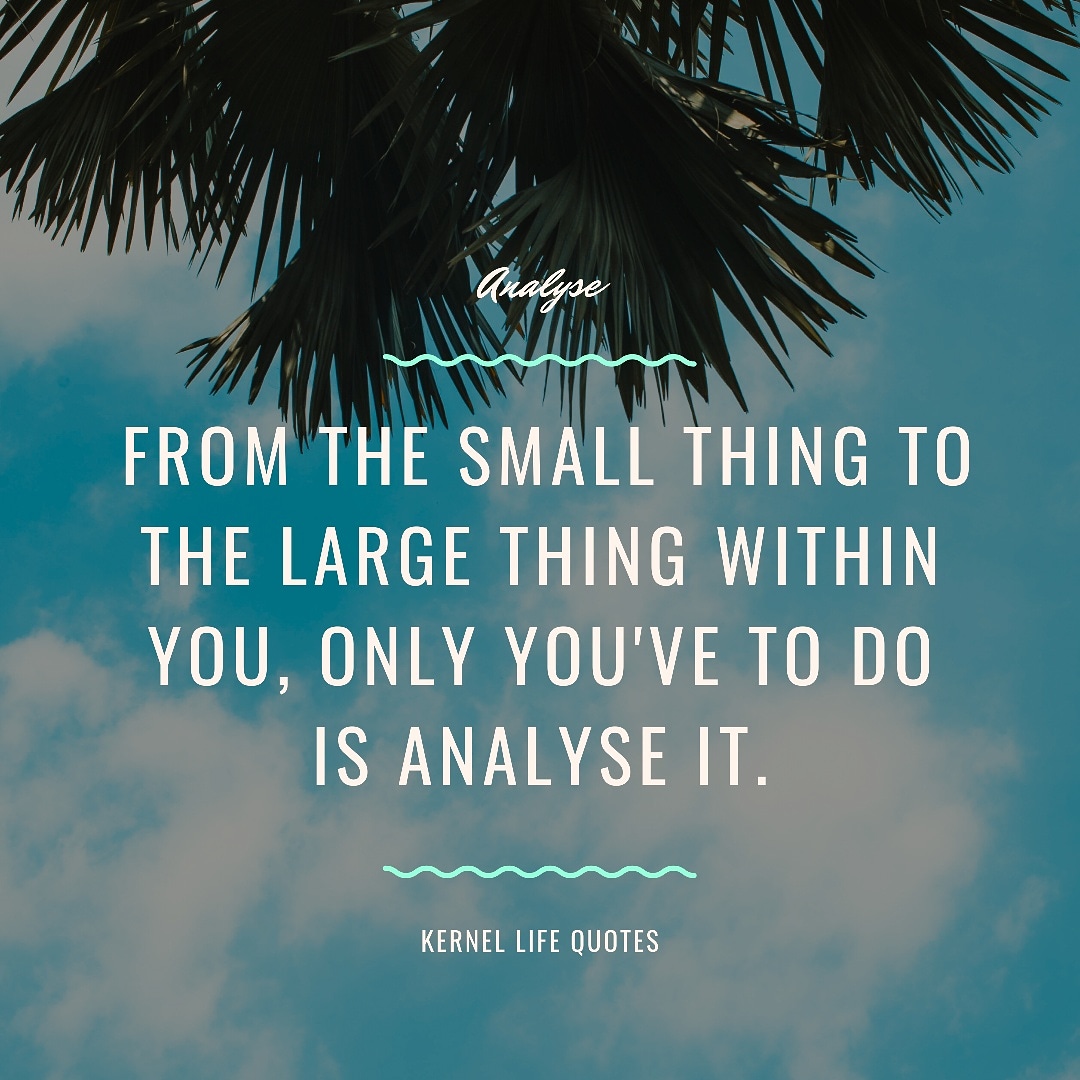 Analyse
FROM THE SMALL THING TO
THE LARGE THING WITHIN
YOU, ONLY YOU'VE TO DO
IS ANALYSE IT.
KERNEL LIFE QUOTES